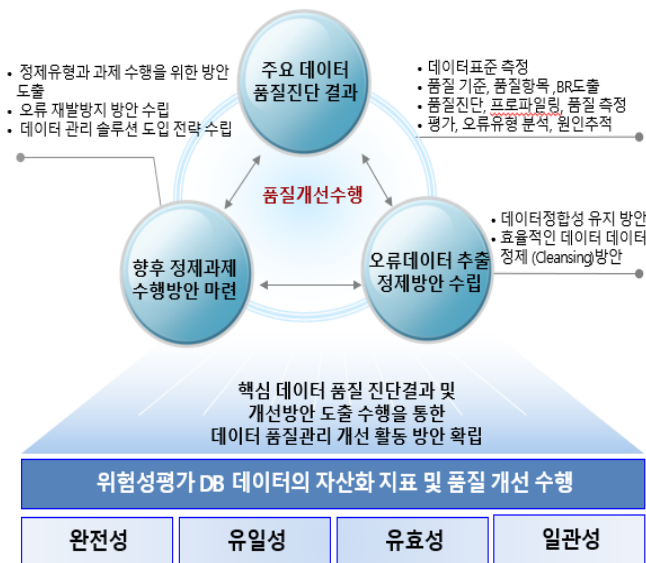 주요 데이터
품질진단 결과
• 정제유형과 과제 수행을 위한 방안
도출
• 오류 재발방지 방안 수립
• 데이터 관리 솔루션 도입 전략 수립
• 데이터표준 측정
• 품질 기준, 품질항목 ,BR도출
• 품질진단, 프로파일링, 품질 측정
• 평가, 오류유형 분석, 원인추적
품질개선수행
향후 정제과제
수행방안 마련
오류데이터 추출
정제방안 수립
• 데이터정합성 유지 방안
• 효율적인 데이터 데이터
정제 (Cleansing)방안
핵심 데이터 품질 진단결과 및
개선방안 도출 수행을 통한
데이터 품질관리 개선 활동 방안 확립
위험성평가 DB 데이터의 자산화 지표 및 품질 개선 수행
완전성
유일성
유효성
일관성